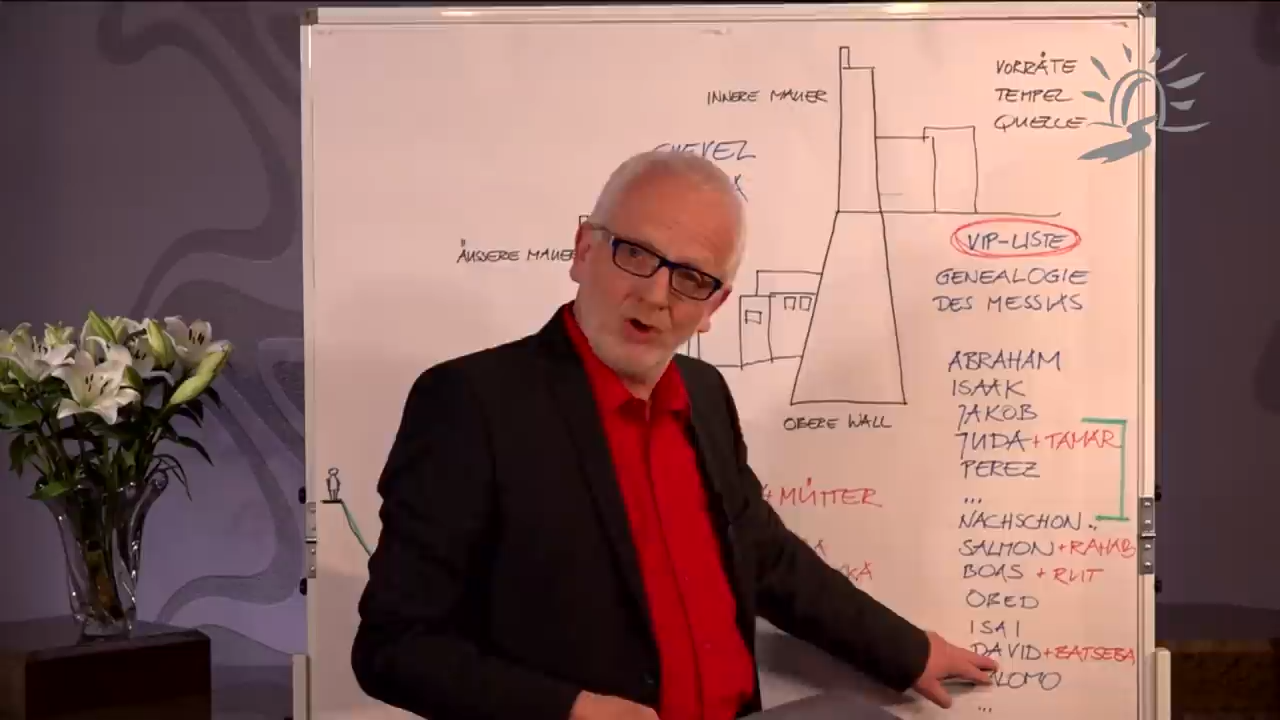 INNERE MAUER
VORRÄTE
TEMPEL
QUELLE
ÄUSSERE MAUER
VIP-LISTE
GENEALOGIE
DES MESSIAS
ABRAHAM
ISAAK
JAKOB
JUDA + TAMAR
PEREZ
...
NACHSCHON..
SALMON + RAHAB
BOAS + RUT
OBED
ISAI
DAVID + BATSEBA
SALOMO
...
OBERE WALL
+ MÜTTER